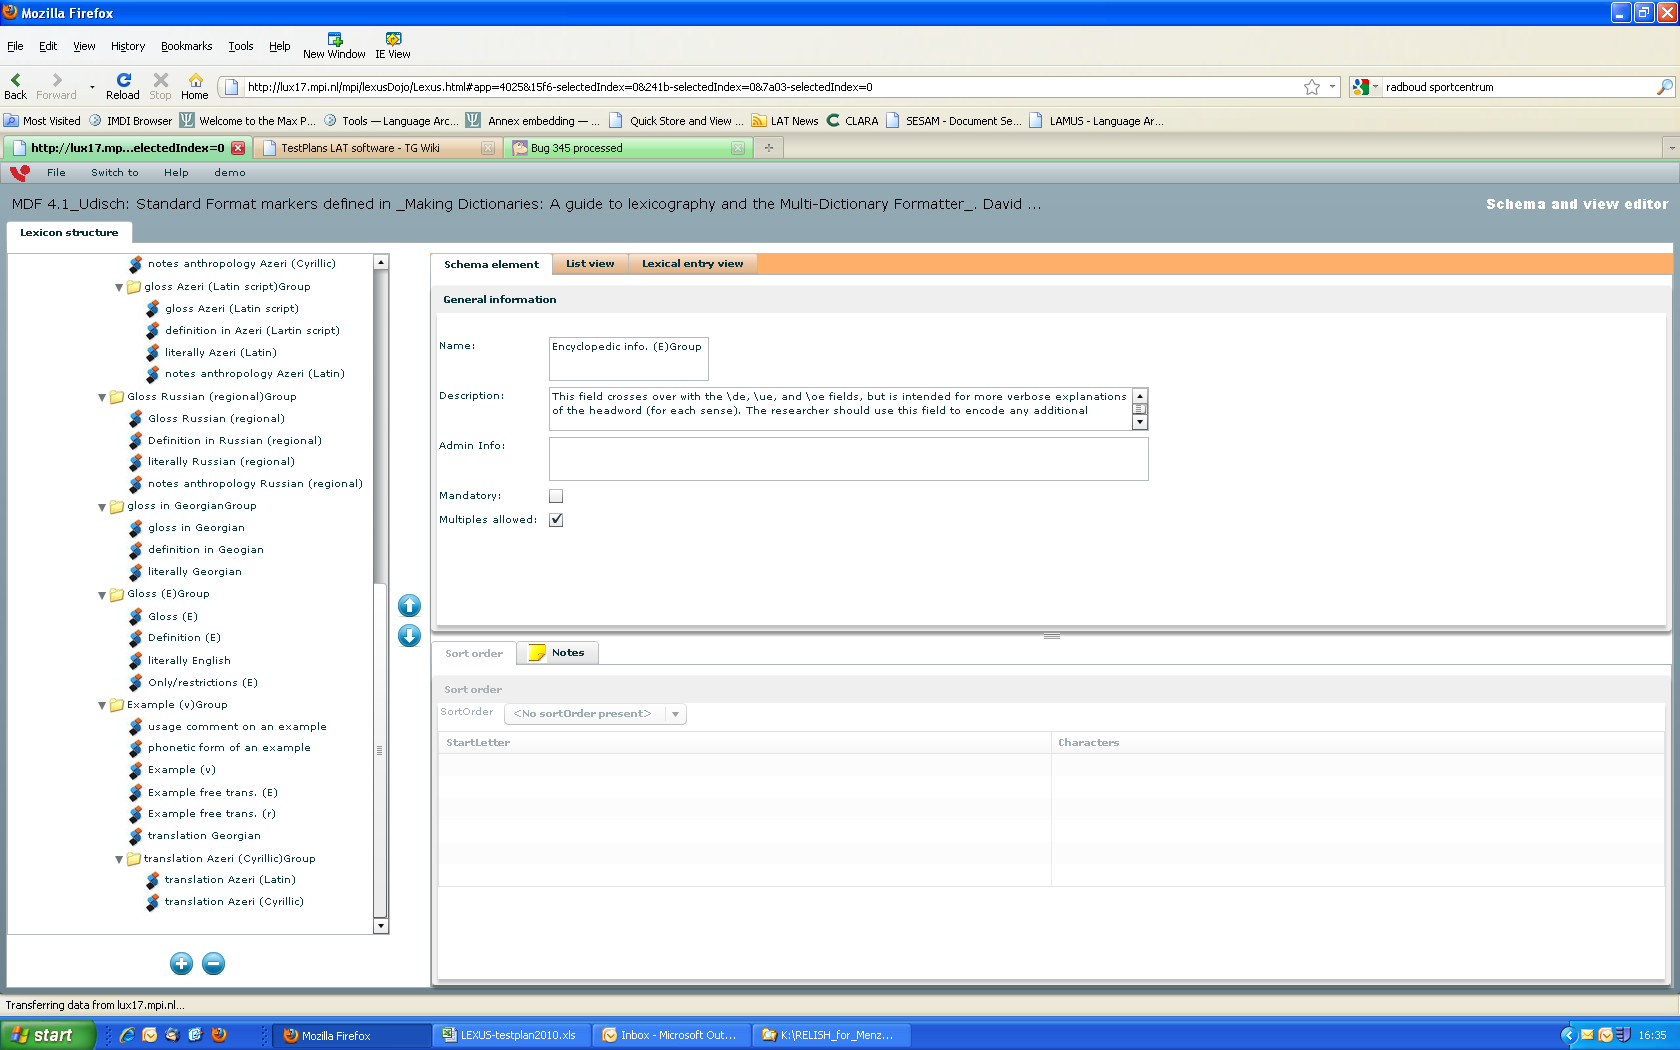 Mozilla Firefox
File Edit View History Bookmarks Tools Help New Window IE View
Back Forward Reload Stop Home http://lux17.mpi.nl/mpi/lexusDojo/Lexus.html#app=4025&15f6-selectedIndex=0&241b-selectedIndex=0&7a03-selectedIndex=0 radboud sportcentrum
Most Visited IMDI Browser Welcome to the Max P... Tools — Language Arc... Annex embedding — ... Quick Store and View ... LAT News CLARA SESAM - Document Se... LAMUS - Language Ar...
http://lux17.mp...electedIndex=0 TestPlans LAT software - TG Wiki Bug 345 processed
File Switch to Help demo
MDF 4.1_Udisch: Standard Format markers defined in _Making Dictionaries: A guide to lexicography and the Multi-Dictionary Formatter_. David ...
Schema and view editor
Lexicon structure
notes anthropology Azeri (Cyrillic)
gloss Azeri (Latin script)Group
gloss Azeri (Latin script)
definition in Azeri (Lartin script)
literally Azeri (Latin)
notes anthropology Azeri (Latin)
Gloss Russian (regional)Group
Gloss Russian (regional)
Definition in Russian (regional)
literally Russian (regional)
notes anthropology Russian (regional)
gloss in GeorgianGroup
gloss in Georgian
definition in Geogian
literally Georgian
Gloss (E)Group
Gloss (E)
Definition (E)
literally English
Only/restrictions (E)
Example (v)Group
usage comment on an example
phonetic form of an example
Example (v)
Example free trans. (E)
Example free trans. (r)
translation Georgian
translation Azeri (Cyrillic)Group
translation Azeri (Latin)
translation Azeri (Cyrillic)
Schema element List view Lexical entry view
General information
Name: Encyclopedic info. (E)Group
Description: This field crosses over with the \de, \ue, and \oe fields, but is intended for more verbose explanations
of the headword (for each sense). The researcher should use this field to encode any additional
Admin Info:
Mandatory:
Multiples allowed:
Sort order Notes
Sort order
SortOrder <No sortOrder present>
StartLetter Characters
Transferring data from lux17.mpi.nl...
start Mozilla Firefox LEXUS-testplan2010.xls Inbox - Microsoft Out... K:\RELISH_for_Menz... 16:35